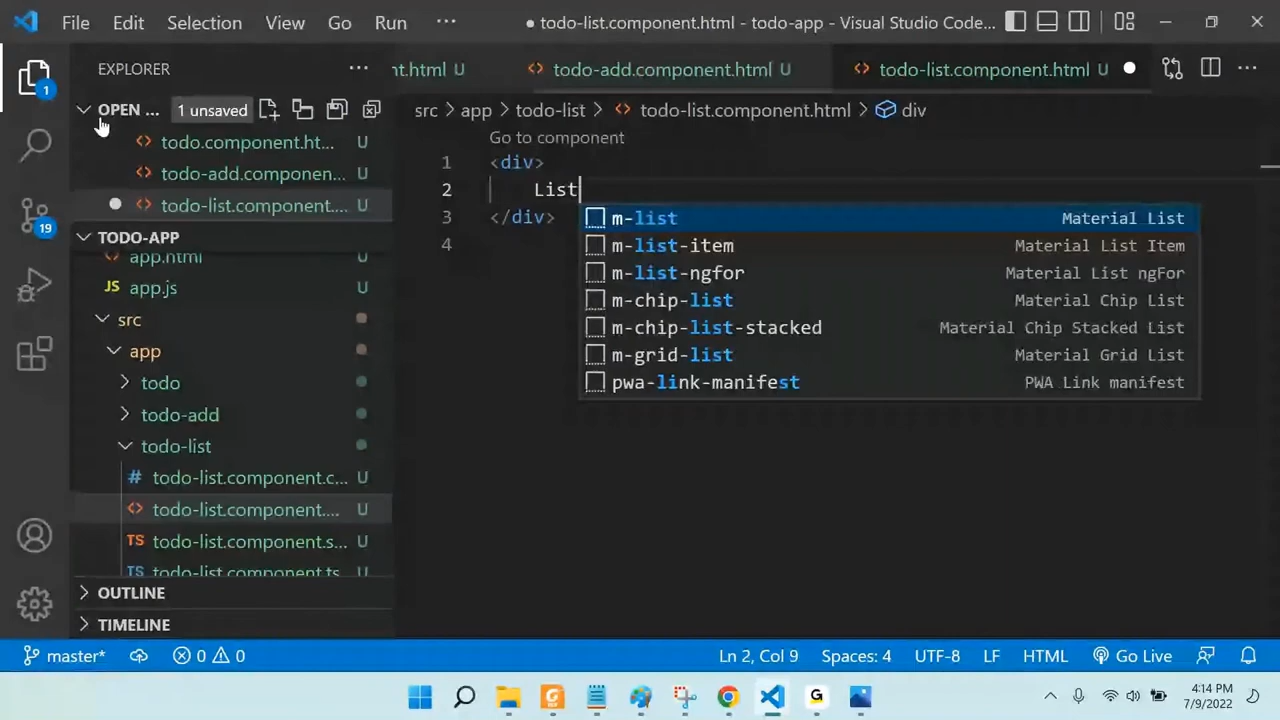 File Edit Selection View Go Run ··· ● todo-list.component.html - todo-app - Visual Studio Code...
EXPLORER ···
nt.html U todo-add.component.html U todo-list.component.html U ···
OPEN ... 1 unsaved
src > app > todo-list > todo-list.component.html > div
todo.component.ht... U
todo-add.componen... U
todo-list.component.... U
TODO-APP
app.html U
JS app.js U
src
app
todo
todo-add
todo-list
# todo-list.component.c... U
todo-list.component.... U
TS todo-list.component.s... U
TS todo-list.component.ts U
OUTLINE
TIMELINE
Go to component
1 <div>
2 List
3 </div>
4
m-list Material List
m-list-item Material List Item
m-list-ngfor Material List ngFor
m-chip-list Material Chip List
m-chip-list-stacked Material Chip Stacked List
m-grid-list Material Grid List
pwa-link-manifest PWA Link manifest
1
19
master* 0 0 Ln 2, Col 9 Spaces: 4 UTF-8 LF HTML Go Live
G
4:14 PM
7/9/2022